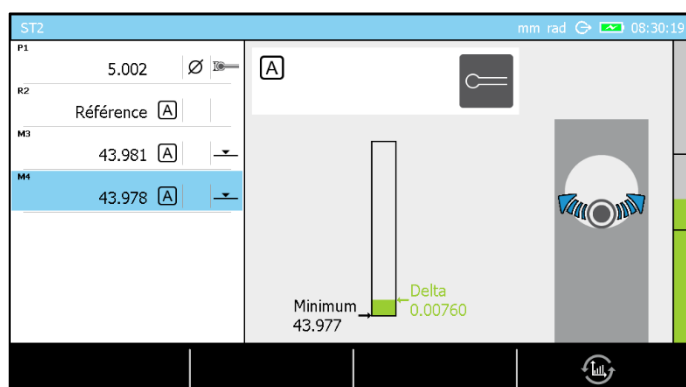 ST2
mm rad 08:30:19
P1
5.002 Ø
R2
Référence A
M3
43.981 A
M4
43.978 A
A
Delta
0.00760
Minimum
43.977